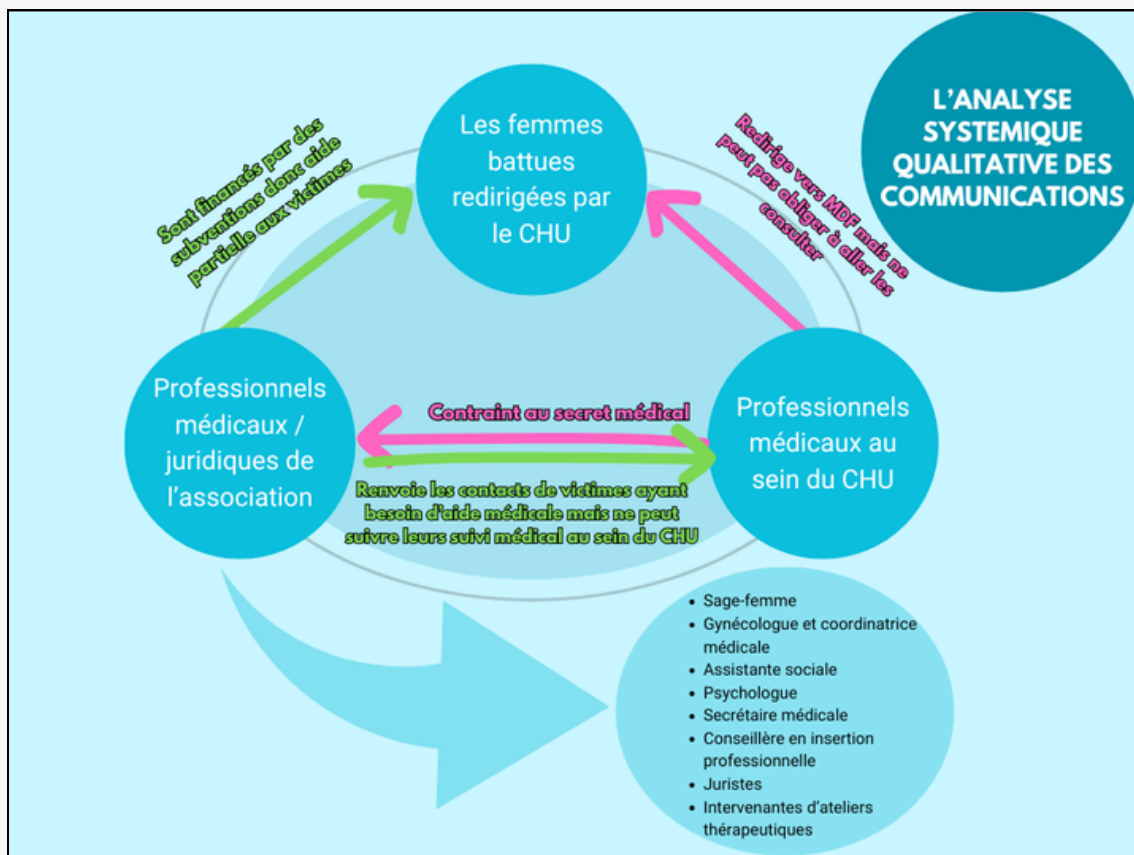 L'ANALYSE
SYSTEMIQUE
QUALITATIVE DES
COMMUNICATIONS
Les femmes
battues
redirigées par
le CHU
Sont financés par des
subventions donc aide
partielle aux victimes
Redirige vers MDF mais ne
peut pas obliger à aller les
consulter
Professionnels
médicaux /
juridiques de
l'association
Contraint au secret médical
Renvoie les contacts de victimes ayant
besoin d'aide médicale mais ne peut
suivre leurs suivi médical au sein du CHU
Professionnels
médicaux au
sein du CHU
• Sage-femme
• Gynécologue et coordinatrice
médicale
• Assistante sociale
• Psychologue
• Secrétaire médicale
• Conseillère en insertion
professionnelle
• Juristes
• Intervenantes d'ateliers
thérapeutiques